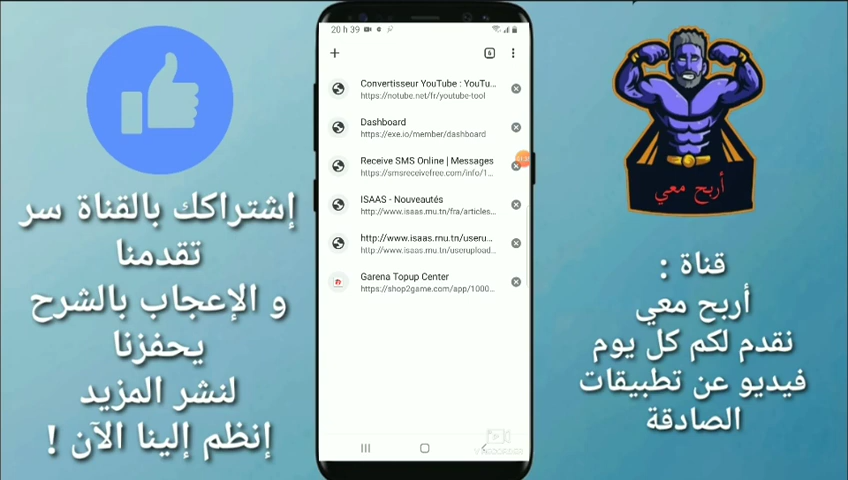 إشتراكك بالقناة سر
تقدمنا
و الإعجاب بالشرح
يحفزنا
لنشر المزيد
إنظم إلينا الآن !
20 h 39
6
Convertisseur YouTube : YouTu...
https://notube.net/fr/youtube-tool
Dashboard
https://exe.io/member/dashboard
Receive SMS Online | Messages
https://smsreceivefree.com/info/1...
ISAAS - Nouveautés
http://www.isaas.rnu.tn/fra/articles...
http://www.isaas.rnu.tn/useru...
http://www.isaas.rnu.tn/userupload...
Garena Topup Center
https://shop2game.com/app/1000...
أربح معي
قناة :
أربح معي
نقدم لكم كل يوم
فيديو عن تطبيقات
الصادقة